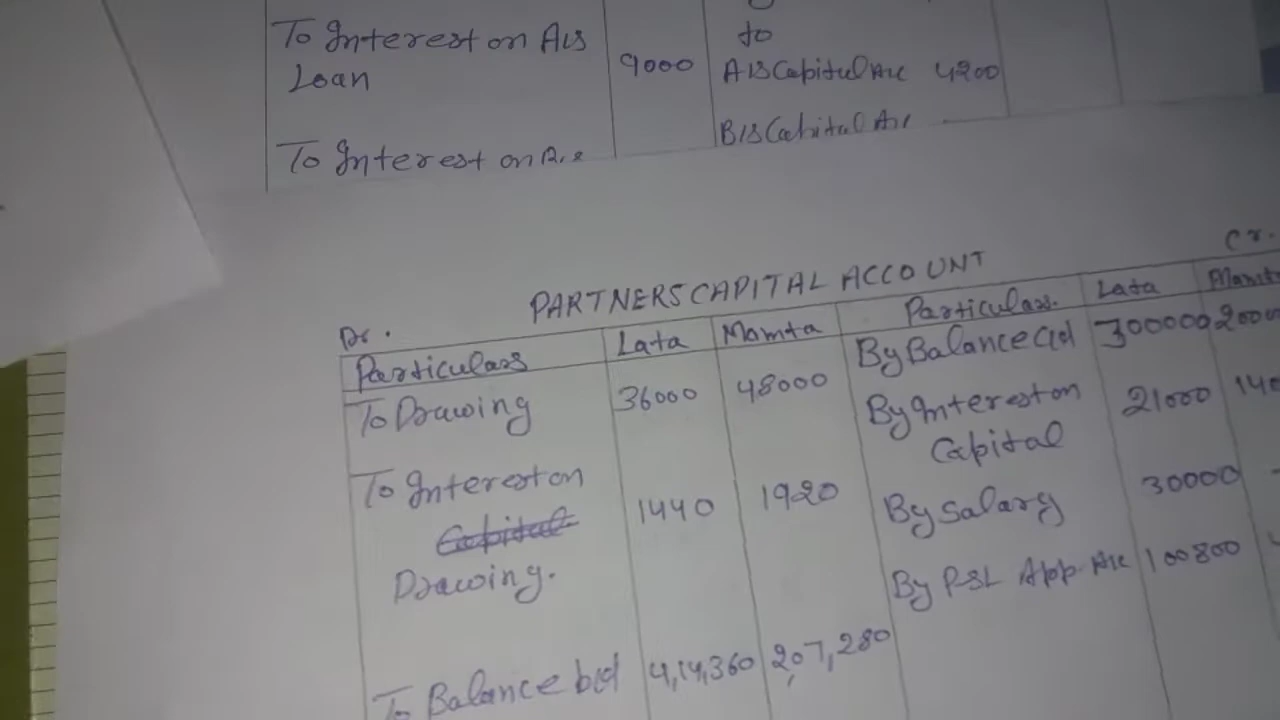 To Interest on A/s
Loan 9000
to
A/s Capital A/c 4200
B/s Capital A/c
To Interest on
PARTNERS CAPITAL ACCOUNT
Dr. Cr.
Particulars Lata Mamta Particulars. Lata Mamta
To Drawing 36000 48000 By Balance c/d 300000
To Interest on Capital Drawing. 1440 1920 By Interest on Capital 21000
By Salary 30000
By P&L App A/c 100800
To Balance b/d 4,14,360 207,280